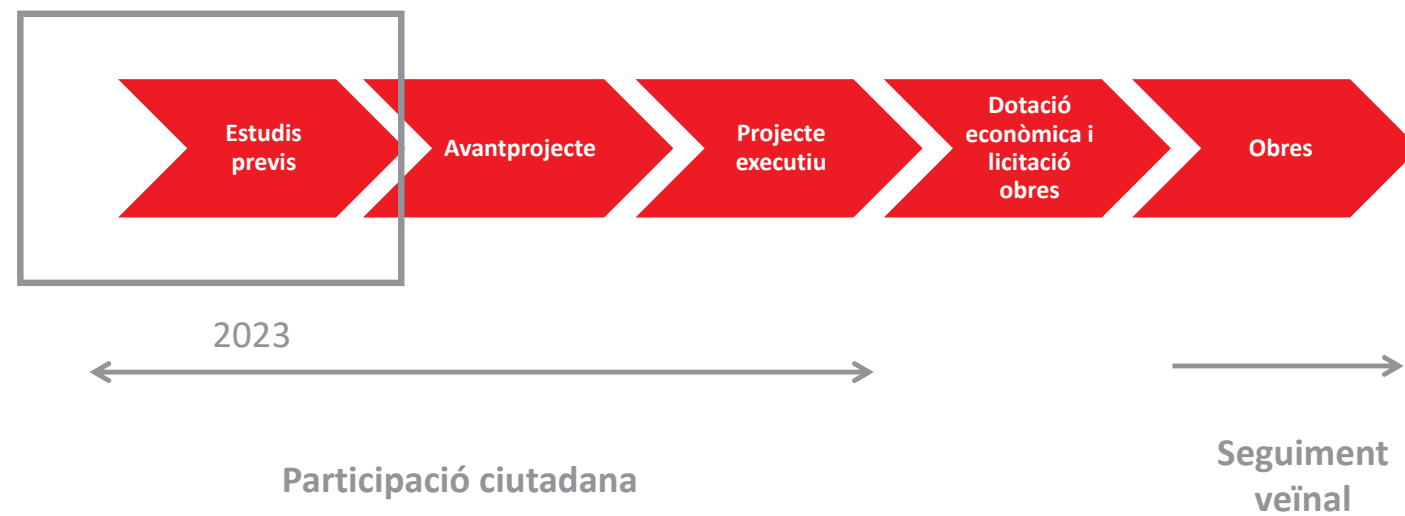 Estudis
previs
Avantprojecte
Projecte
executiu
Dotació
econòmica i
licitació
obres
Obres
2023
Participació ciutadana
Seguiment
veïnal